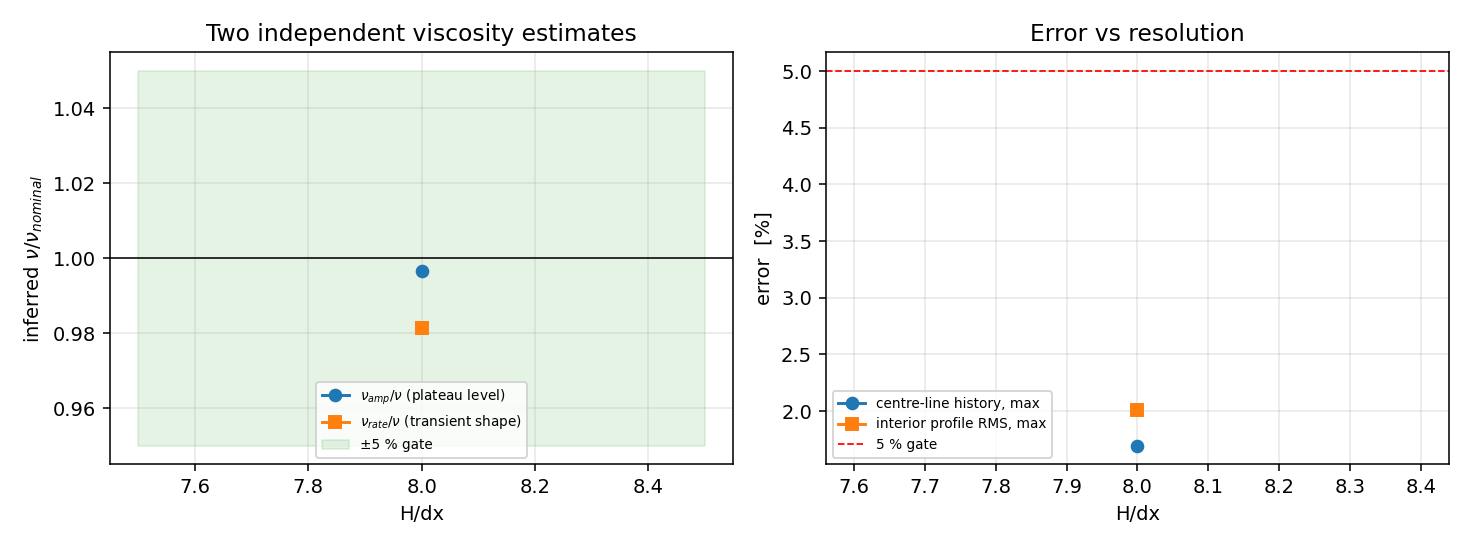 Two independent viscosity estimates
inferred ν/ν_nominal
1.04
1.02
1.00
0.98
0.96
ν_amp/ν (plateau level)
ν_rate/ν (transient shape)
±5 % gate
7.6 7.8 8.0 8.2 8.4
H/dx
Error vs resolution
error [%]
5.0
4.5
4.0
3.5
3.0
2.5
2.0
centre-line history, max
interior profile RMS, max
5 % gate
7.6 7.7 7.8 7.9 8.0 8.1 8.2 8.3 8.4
H/dx